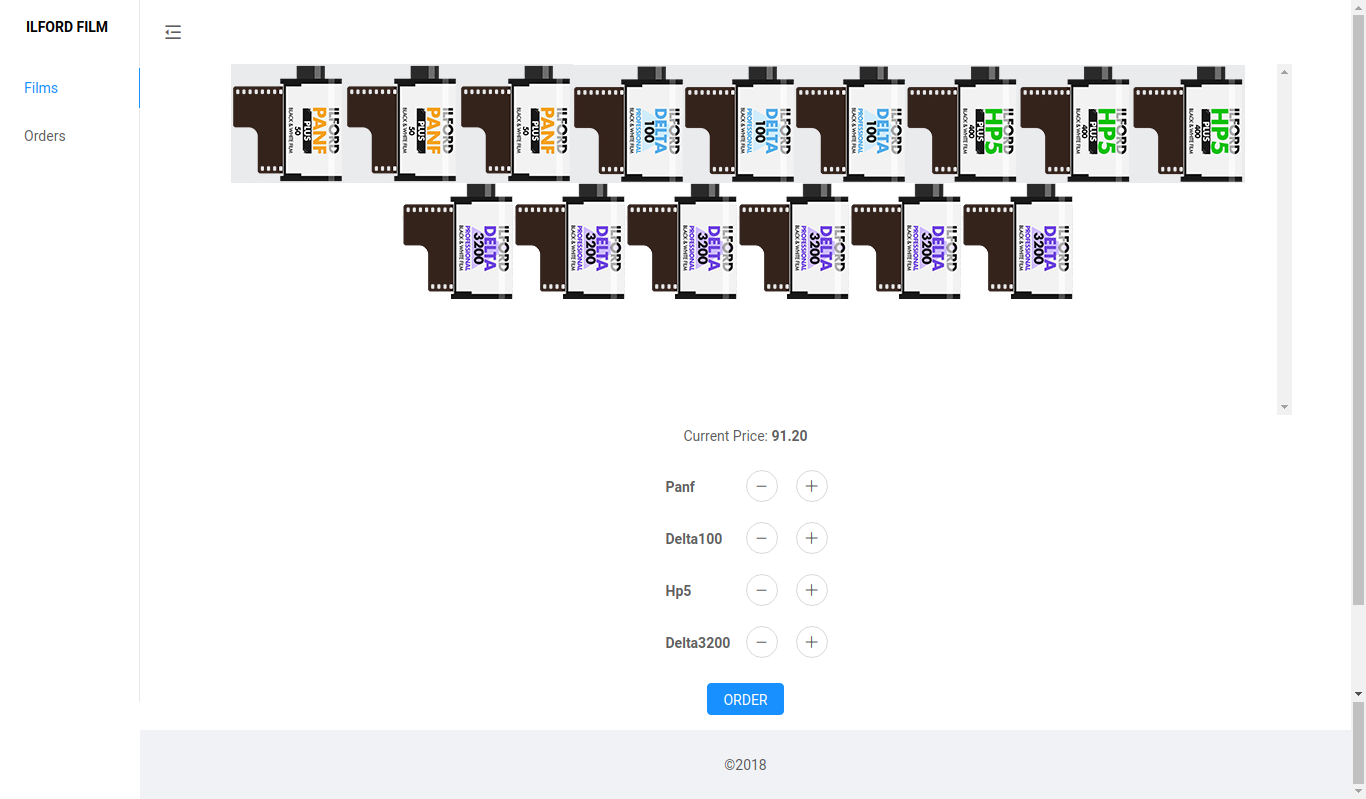 ILFORD FILM
Films
Orders
ILFORD PANF PLUS 50 BLACK & WHITE FILM
ILFORD PANF PLUS 50 BLACK & WHITE FILM
ILFORD PANF PLUS 50 BLACK & WHITE FILM
ILFORD DELTA 100 PROFESSIONAL BLACK & WHITE FILM
ILFORD DELTA 100 PROFESSIONAL BLACK & WHITE FILM
ILFORD DELTA 100 PROFESSIONAL BLACK & WHITE FILM
ILFORD HP5 PLUS 400 BLACK & WHITE FILM
ILFORD HP5 PLUS 400 BLACK & WHITE FILM
ILFORD HP5 PLUS 400 BLACK & WHITE FILM
ILFORD DELTA 3200 PROFESSIONAL BLACK & WHITE FILM
ILFORD DELTA 3200 PROFESSIONAL BLACK & WHITE FILM
ILFORD DELTA 3200 PROFESSIONAL BLACK & WHITE FILM
ILFORD DELTA 3200 PROFESSIONAL BLACK & WHITE FILM
ILFORD DELTA 3200 PROFESSIONAL BLACK & WHITE FILM
ILFORD DELTA 3200 PROFESSIONAL BLACK & WHITE FILM
Current Price: 91.20
Panf
Delta100
Hp5
Delta3200
ORDER
©2018